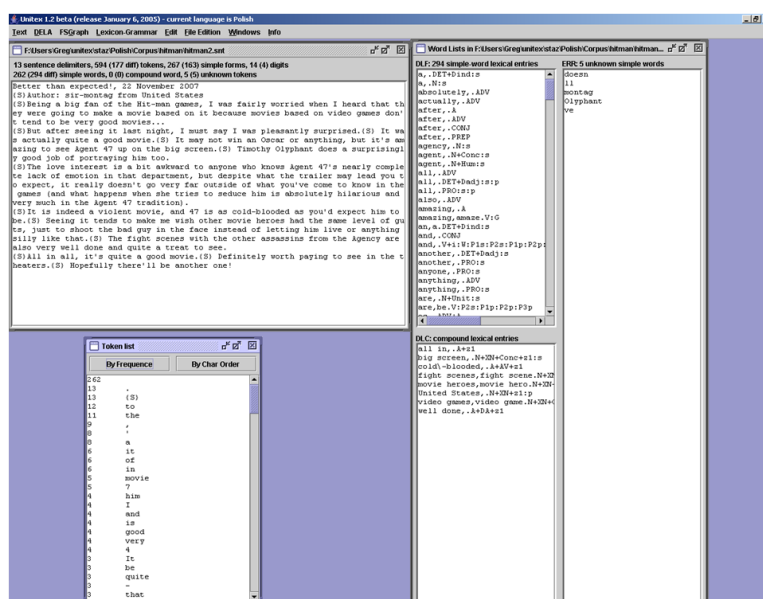 Unitex 1.2 beta (release January 6, 2005) - current language is Polish
Text DELA FSGraph Lexicon-Grammar Edit File Edition Windows Info
F:\Users\Greg\unitex\staz\Polish\Corpus\hitman\hitman2.snt
13 sentence delimiters, 594 (177 diff) tokens, 267 (163) simple forms, 14 (4) digits
262 (294 diff) simple words, 0 (0) compound word, 5 (5) unknown tokens
Better than expected!, 22 November 2007
{S}Author: sir-montag from United States
{S}Being a big fan of the Hit-man games, I was fairly worried when I heard that th
ey were going to make a movie based on it because movies based on video games don'
t tend to be very good movies...
{S}But after seeing it last night, I must say I was pleasantly surprised.{S} It wa
s actually quite a good movie.{S} It may not win an Oscar or anything, but it's am
azing to see Agent 47 up on the big screen.{S} Timothy Olyphant does a surprisingl
y good job of portraying him too.
{S}The love interest is a bit awkward to anyone who knows Agent 47's nearly comple
te lack of emotion in that department, but despite what the trailer may lead you t
o expect, it really doesn't go very far outside of what you've come to know in the
games (and what happens when she tries to seduce him is absolutely hilarious and
very much in the Agent 47 tradition).
{S}It is indeed a violent movie, and 47 is as cold-blooded as you'd expect him to
be.{S} Seeing it tends to make me wish other movie heroes had the same level of gu
ts, just to shoot the bad guy in the face instead of letting him live or anything
silly like that.{S} The fight scenes with the other assassins from the Agency are
also very well done and quite a treat to see.
{S}All in all, it's quite a good movie.{S} Definitely worth paying to see in the t
heaters.{S} Hopefully there'll be another one!
Token list
By Frequence By Char Order
262
13 .
13 {S}
12 to
11 the
9 ,
8 '
8 a
6 it
6 of
6 in
5 movie
5 7
4 him
4 I
4 and
4 is
4 good
4 very
4 4
3 It
3 be
3 quite
3 -
3 that
Word Lists in F:\Users\Greg\unitex\staz\Polish\Corpus\hitman\hitman...
DLF: 294 simple-word lexical entries
a,.DET+Dind:s
a,.N:s
absolutely,.ADV
actually,.ADV
after,.A
after,.ADV
after,.CONJ
after,.PREP
agency,.N:s
agent,.N+Conc:s
agent,.N+Hum:s
all,.ADV
all,.DET+Dadj:s:p
all,.PRO:s:p
also,.ADV
amazing,.A
amazing,amaze.V:G
an,a.DET+Dind:s
and,.CONJ
and,.V+i:W:P1s:P2s:P1p:P2p:
another,.DET+Dadj:s
another,.PRO:s
anyone,.PRO:s
anything,.ADV
anything,.PRO:s
are,.N+Unit:s
are,be.V:P2s:P1p:P2p:P3p
ERR: 5 unknown simple words
doesn
ll
montag
Olyphant
ve
DLC: compound lexical entries
all in,.A+z1
big screen,.N+XN+Conc+z1:s
cold\-blooded,.A+AV+z1
fight scenes,fight scene.N+XN
movie heroes,movie hero.N+XN-
United States,.N+XN+z1:p
video games,video game.N+XN+C
well done,.A+DA+z1